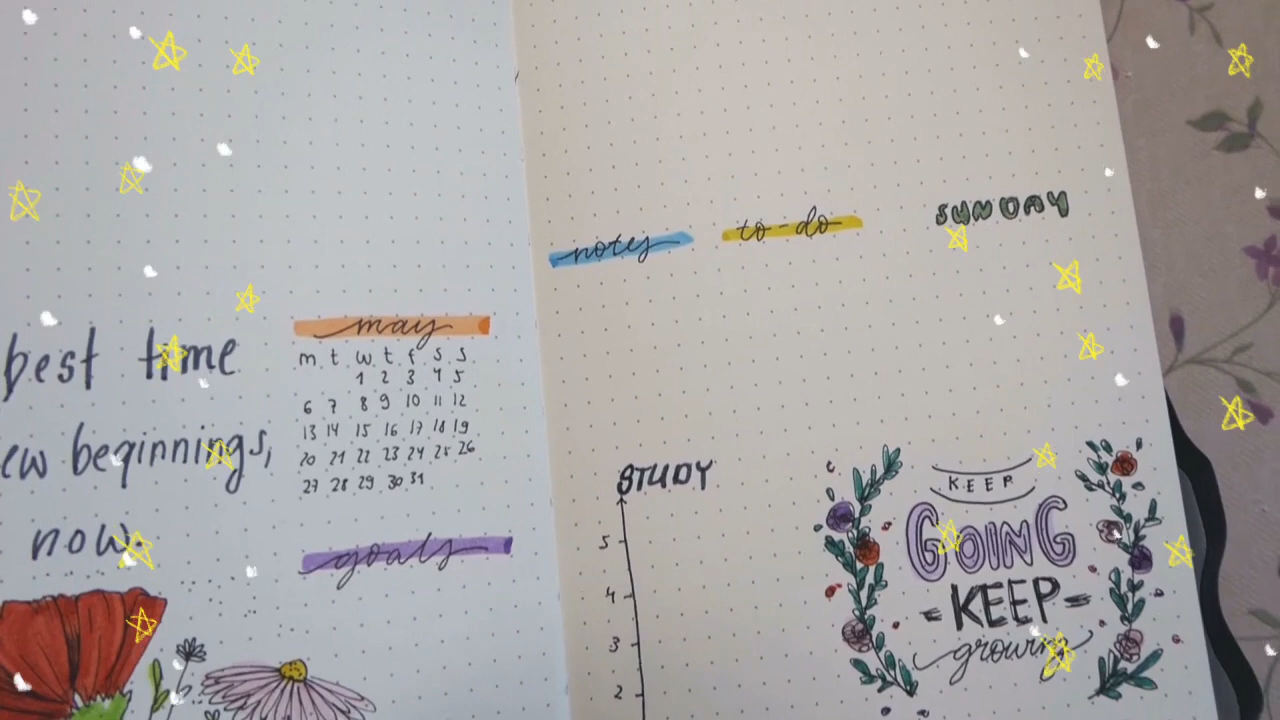 best time
ew beginnings,
now.
may
m t w t f s s
1 2 3 4 5
6 7 8 9 10 11 12
13 14 15 16 17 18 19
20 21 22 23 24 25 26
27 28 29 30 31
goals
notes
to-do
SUNDAY
STUDY
5
4
3
2
KEEP
GOING
-KEEP-
growing